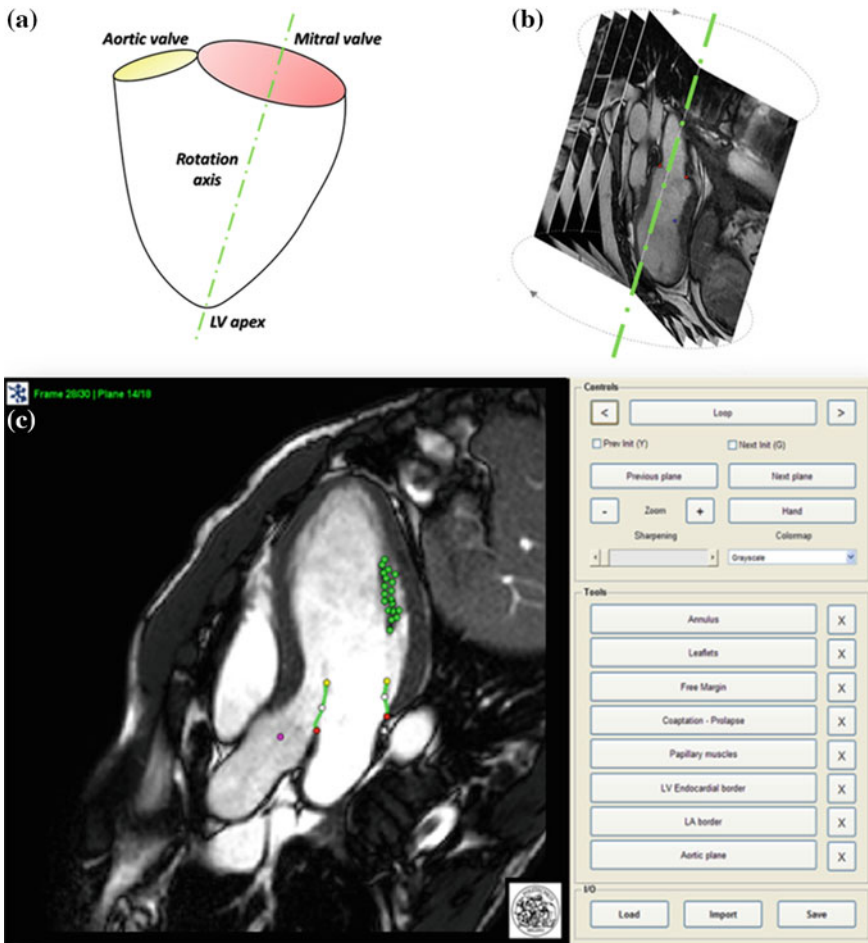 (a)
Aortic valve
Mitral valve
Rotation
axis
LV apex
(b)
(c)
Frame 28/30 | Plane 14/18
Controls
<
Loop
>
Prev Init (Y)
Next Init (G)
Previous plane
Next plane
-
Zoom
+
Hand
Sharpening
Colormap
Grayscale
Tools
Annulus
X
Leaflets
X
Free Margin
X
Coaptation - Prolapse
X
Papillary muscles
X
LV Endocardial border
X
LA border
X
Aortic plane
X
I/O
Load
Import
Save